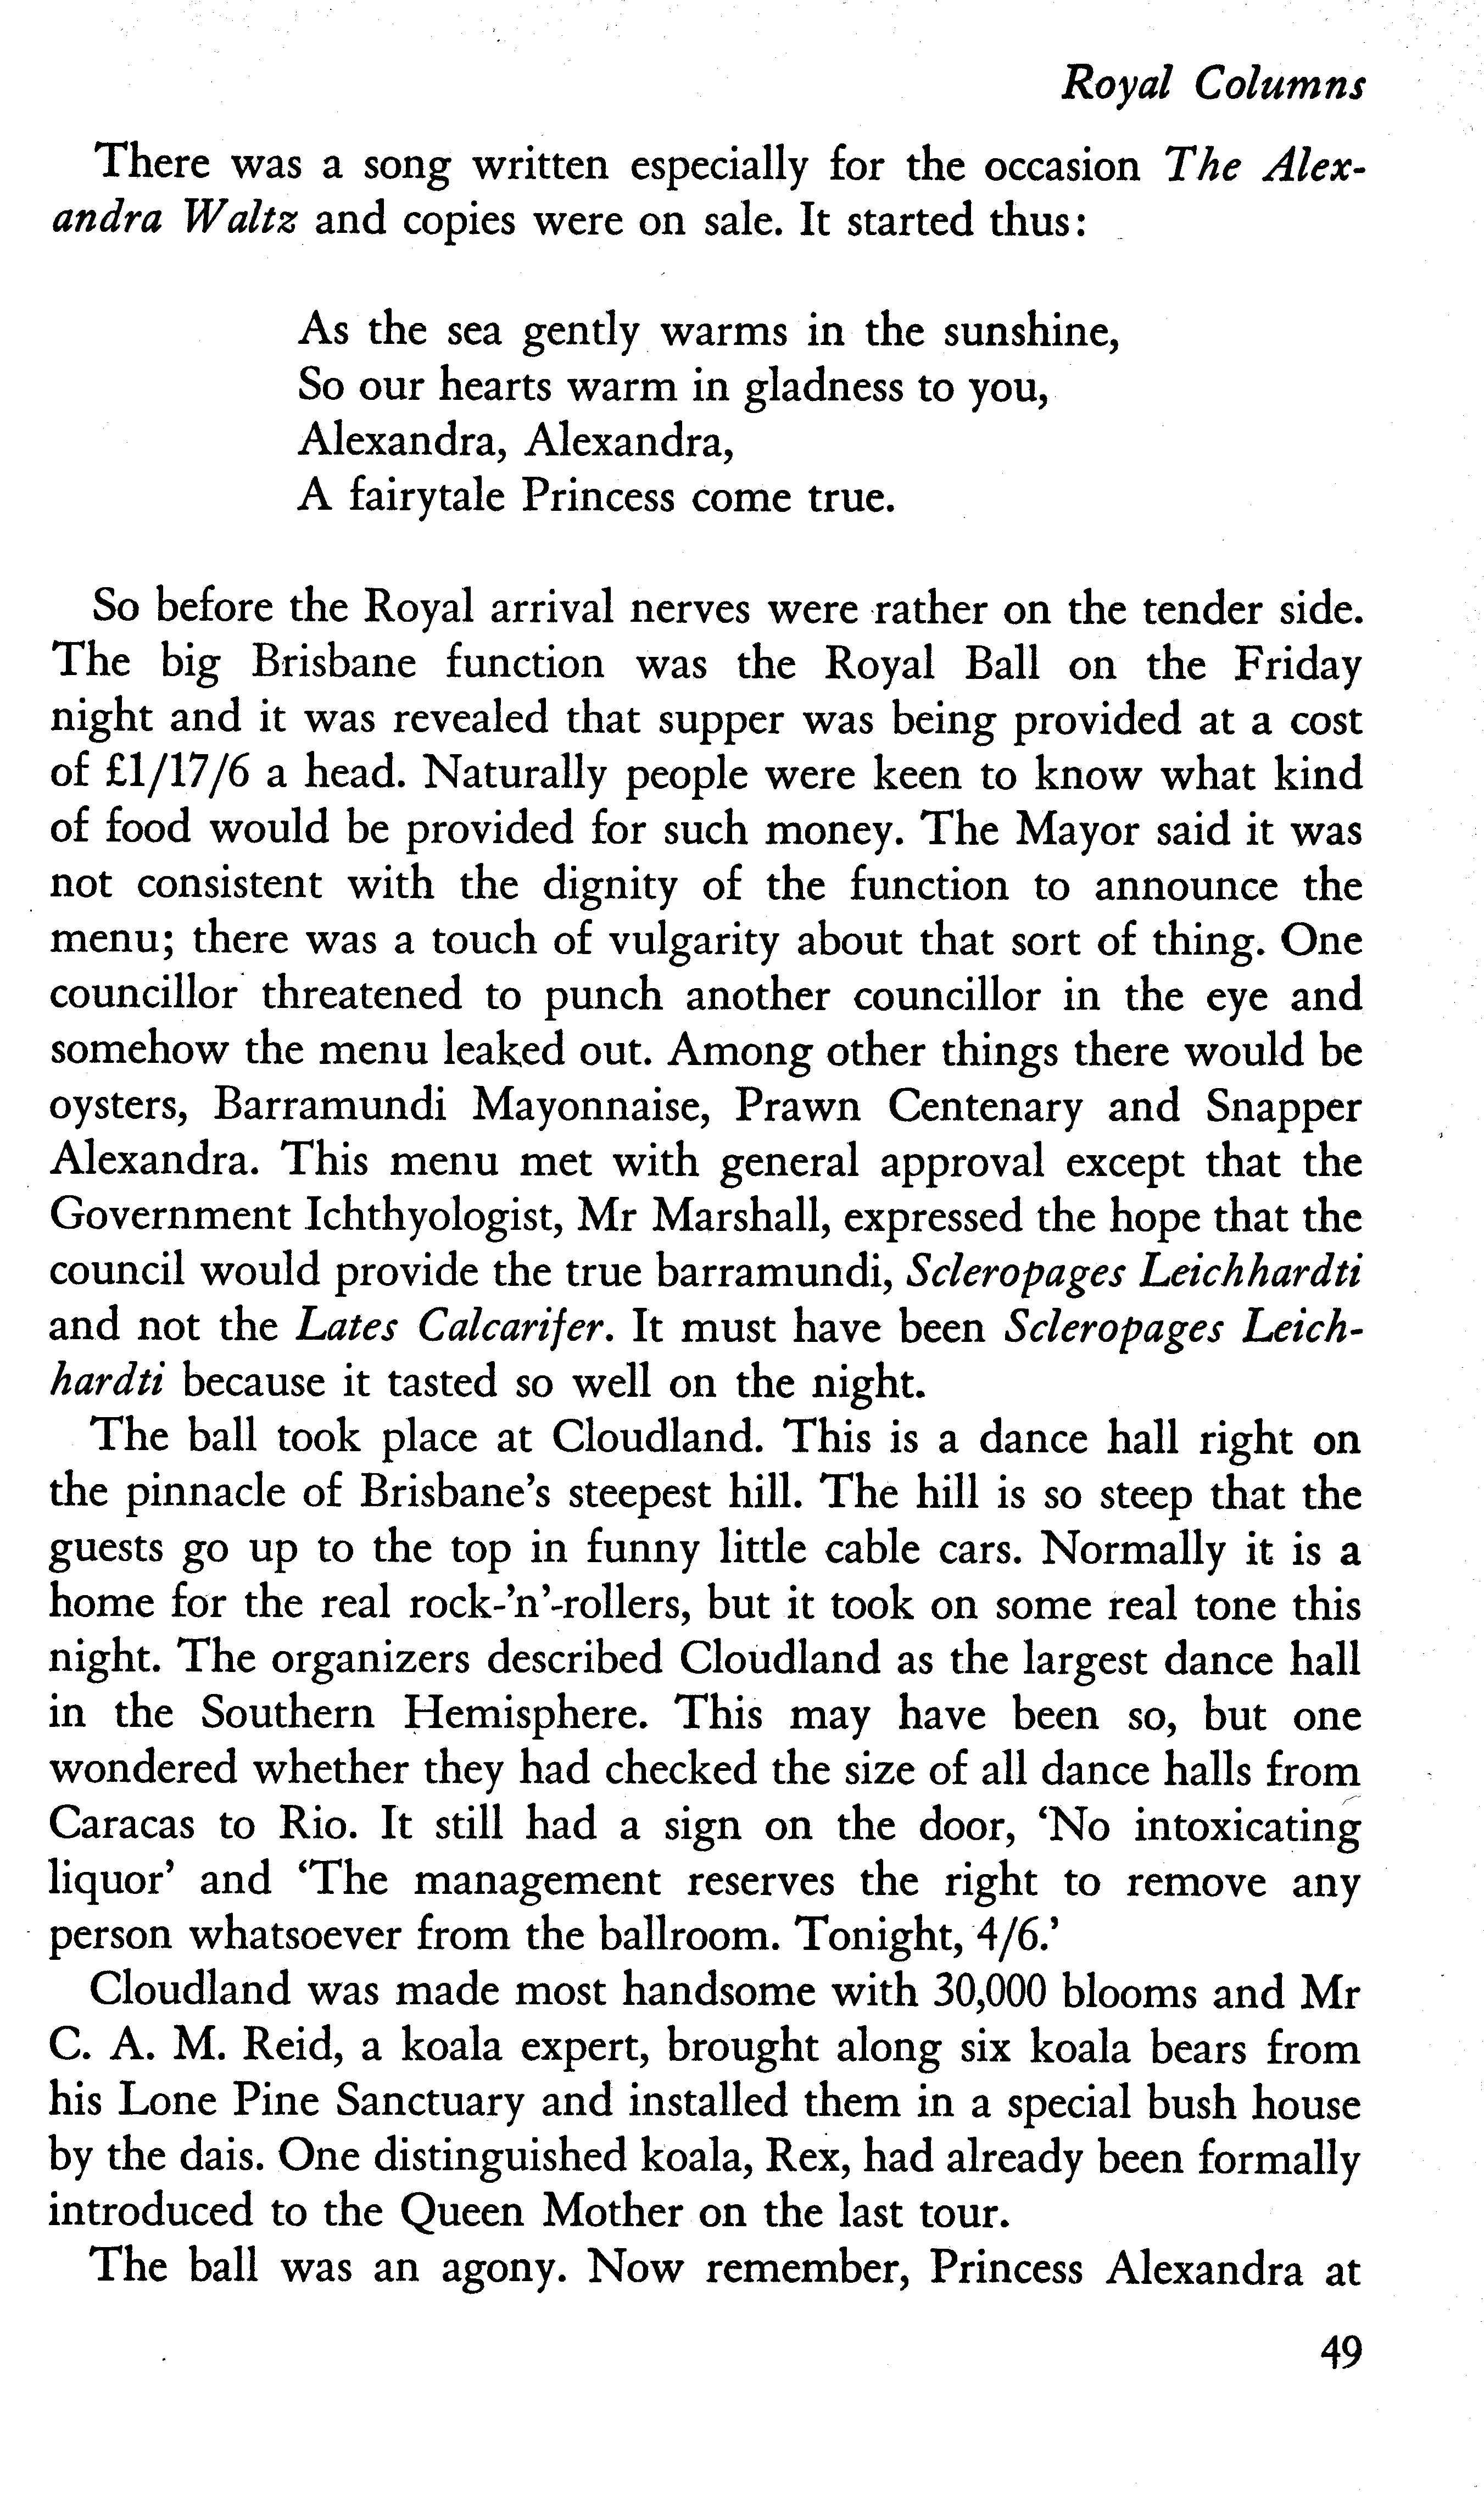 Royal Columns
There was a song written especially for the occasion The Alex-
andra Waltz and copies were on sale. It started thus:
As the sea gently warms in the sunshine,
So our hearts warm in gladness to you,
Alexandra, Alexandra,
A fairytale Princess come true.
So before the Royal arrival nerves were rather on the tender side.
The big Brisbane function was the Royal Ball on the Friday
night and it was revealed that supper was being provided at a cost
of £1/17/6 a head. Naturally people were keen to know what kind
of food would be provided for such money. The Mayor said it was
not consistent with the dignity of the function to announce the
menu; there was a touch of vulgarity about that sort of thing. One
councillor threatened to punch another councillor in the eye and
somehow the menu leaked out. Among other things there would be
oysters, Barramundi Mayonnaise, Prawn Centenary and Snapper
Alexandra. This menu met with general approval except that the
Government Ichthyologist, Mr Marshall, expressed the hope that the
council would provide the true barramundi, Scleropages Leichhardti
and not the Lates Calcarifer. It must have been Scleropages Leich-
hardti because it tasted so well on the night.
The ball took place at Cloudland. This is a dance hall right on
the pinnacle of Brisbane's steepest hill. The hill is so steep that the
guests go up to the top in funny little cable cars. Normally it is a
home for the real rock-'n'-rollers, but it took on some real tone this
night. The organizers described Cloudland as the largest dance hall
in the Southern Hemisphere. This may have been so, but one
wondered whether they had checked the size of all dance halls from
Caracas to Rio. It still had a sign on the door, ‘No intoxicating
liquor’ and ‘The management reserves the right to remove any
person whatsoever from the ballroom. Tonight, 4/6.’
Cloudland was made most handsome with 30,000 blooms and Mr
C. A. M. Reid, a koala expert, brought along six koala bears from
his Lone Pine Sanctuary and installed them in a special bush house
by the dais. One distinguished koala, Rex, had already been formally
introduced to the Queen Mother on the last tour.
The ball was an agony. Now remember, Princess Alexandra at
49